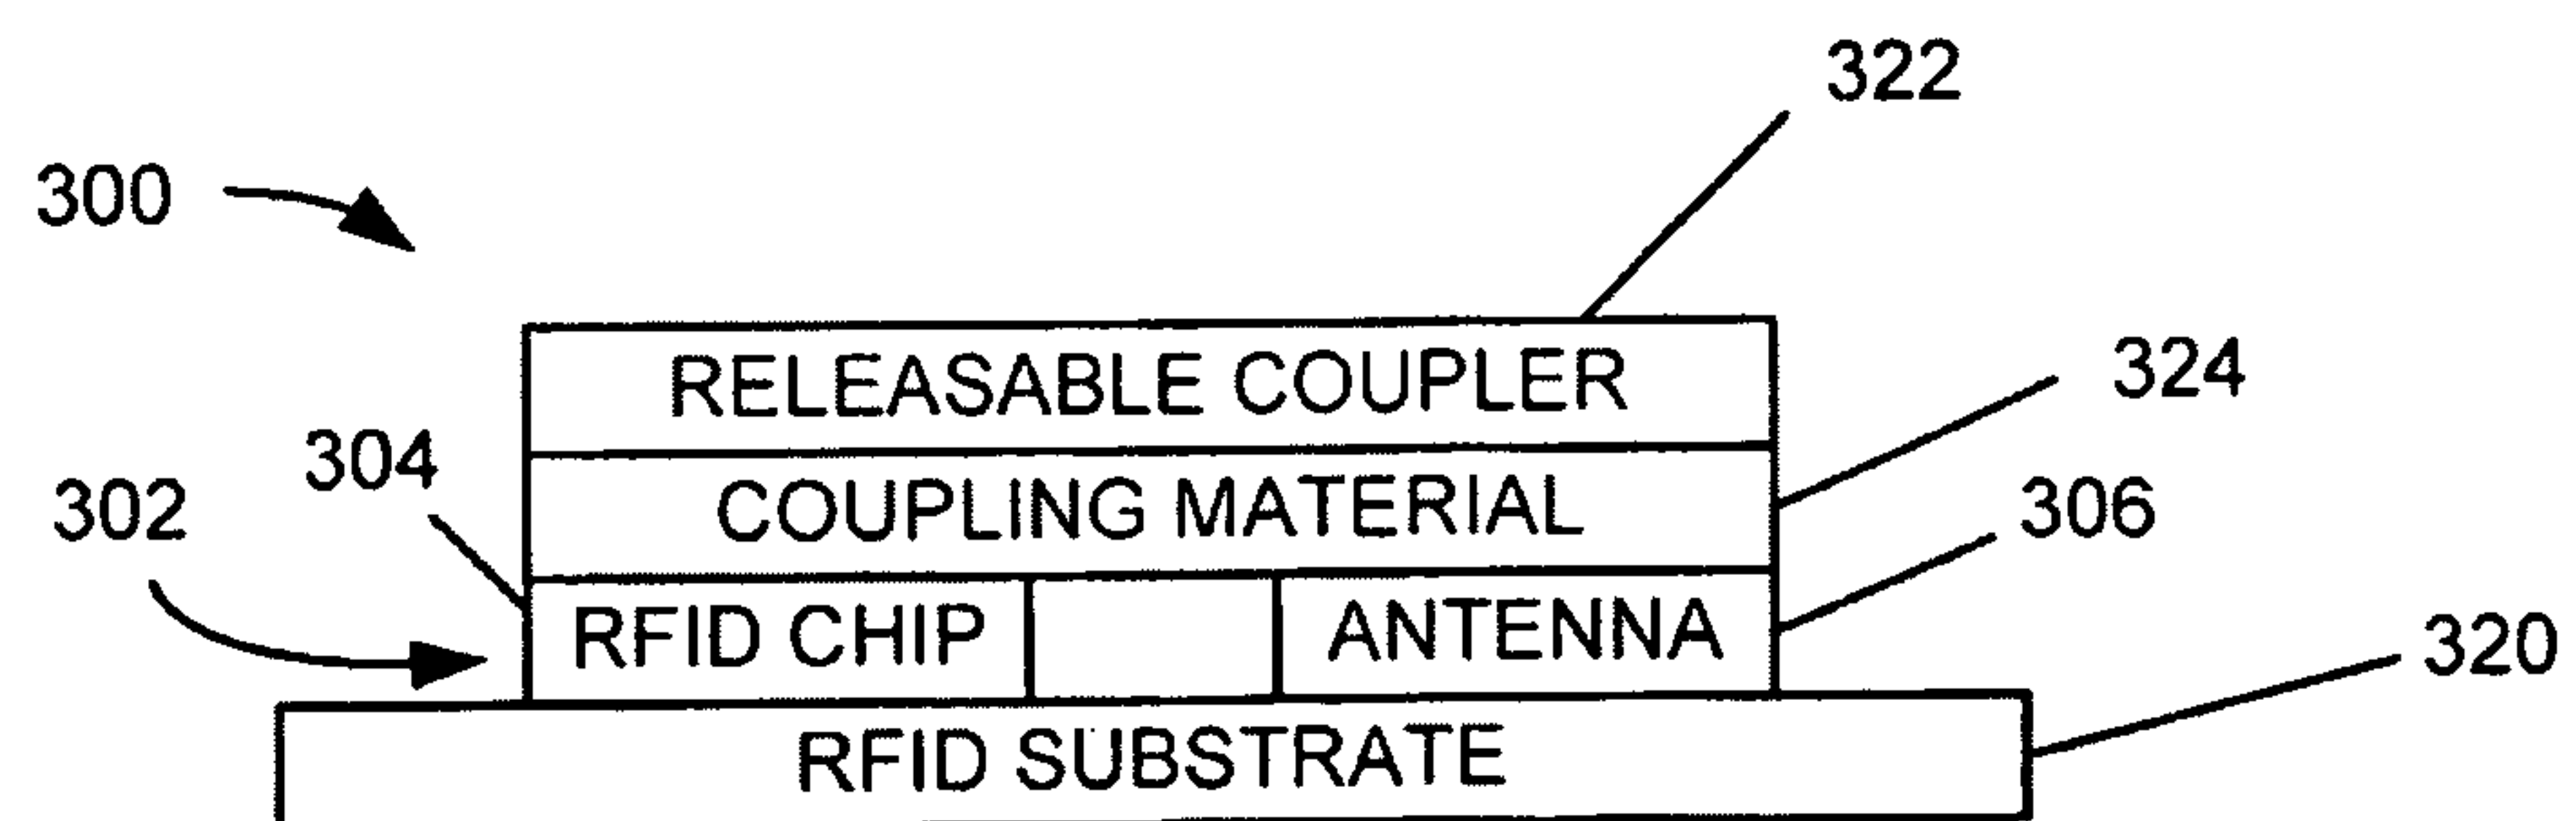 322
300
RELEASABLE COUPLER
324
304
COUPLING MATERIAL
302
306
RFID CHIP
ANTENNA
320
RFID SUBSTRATE